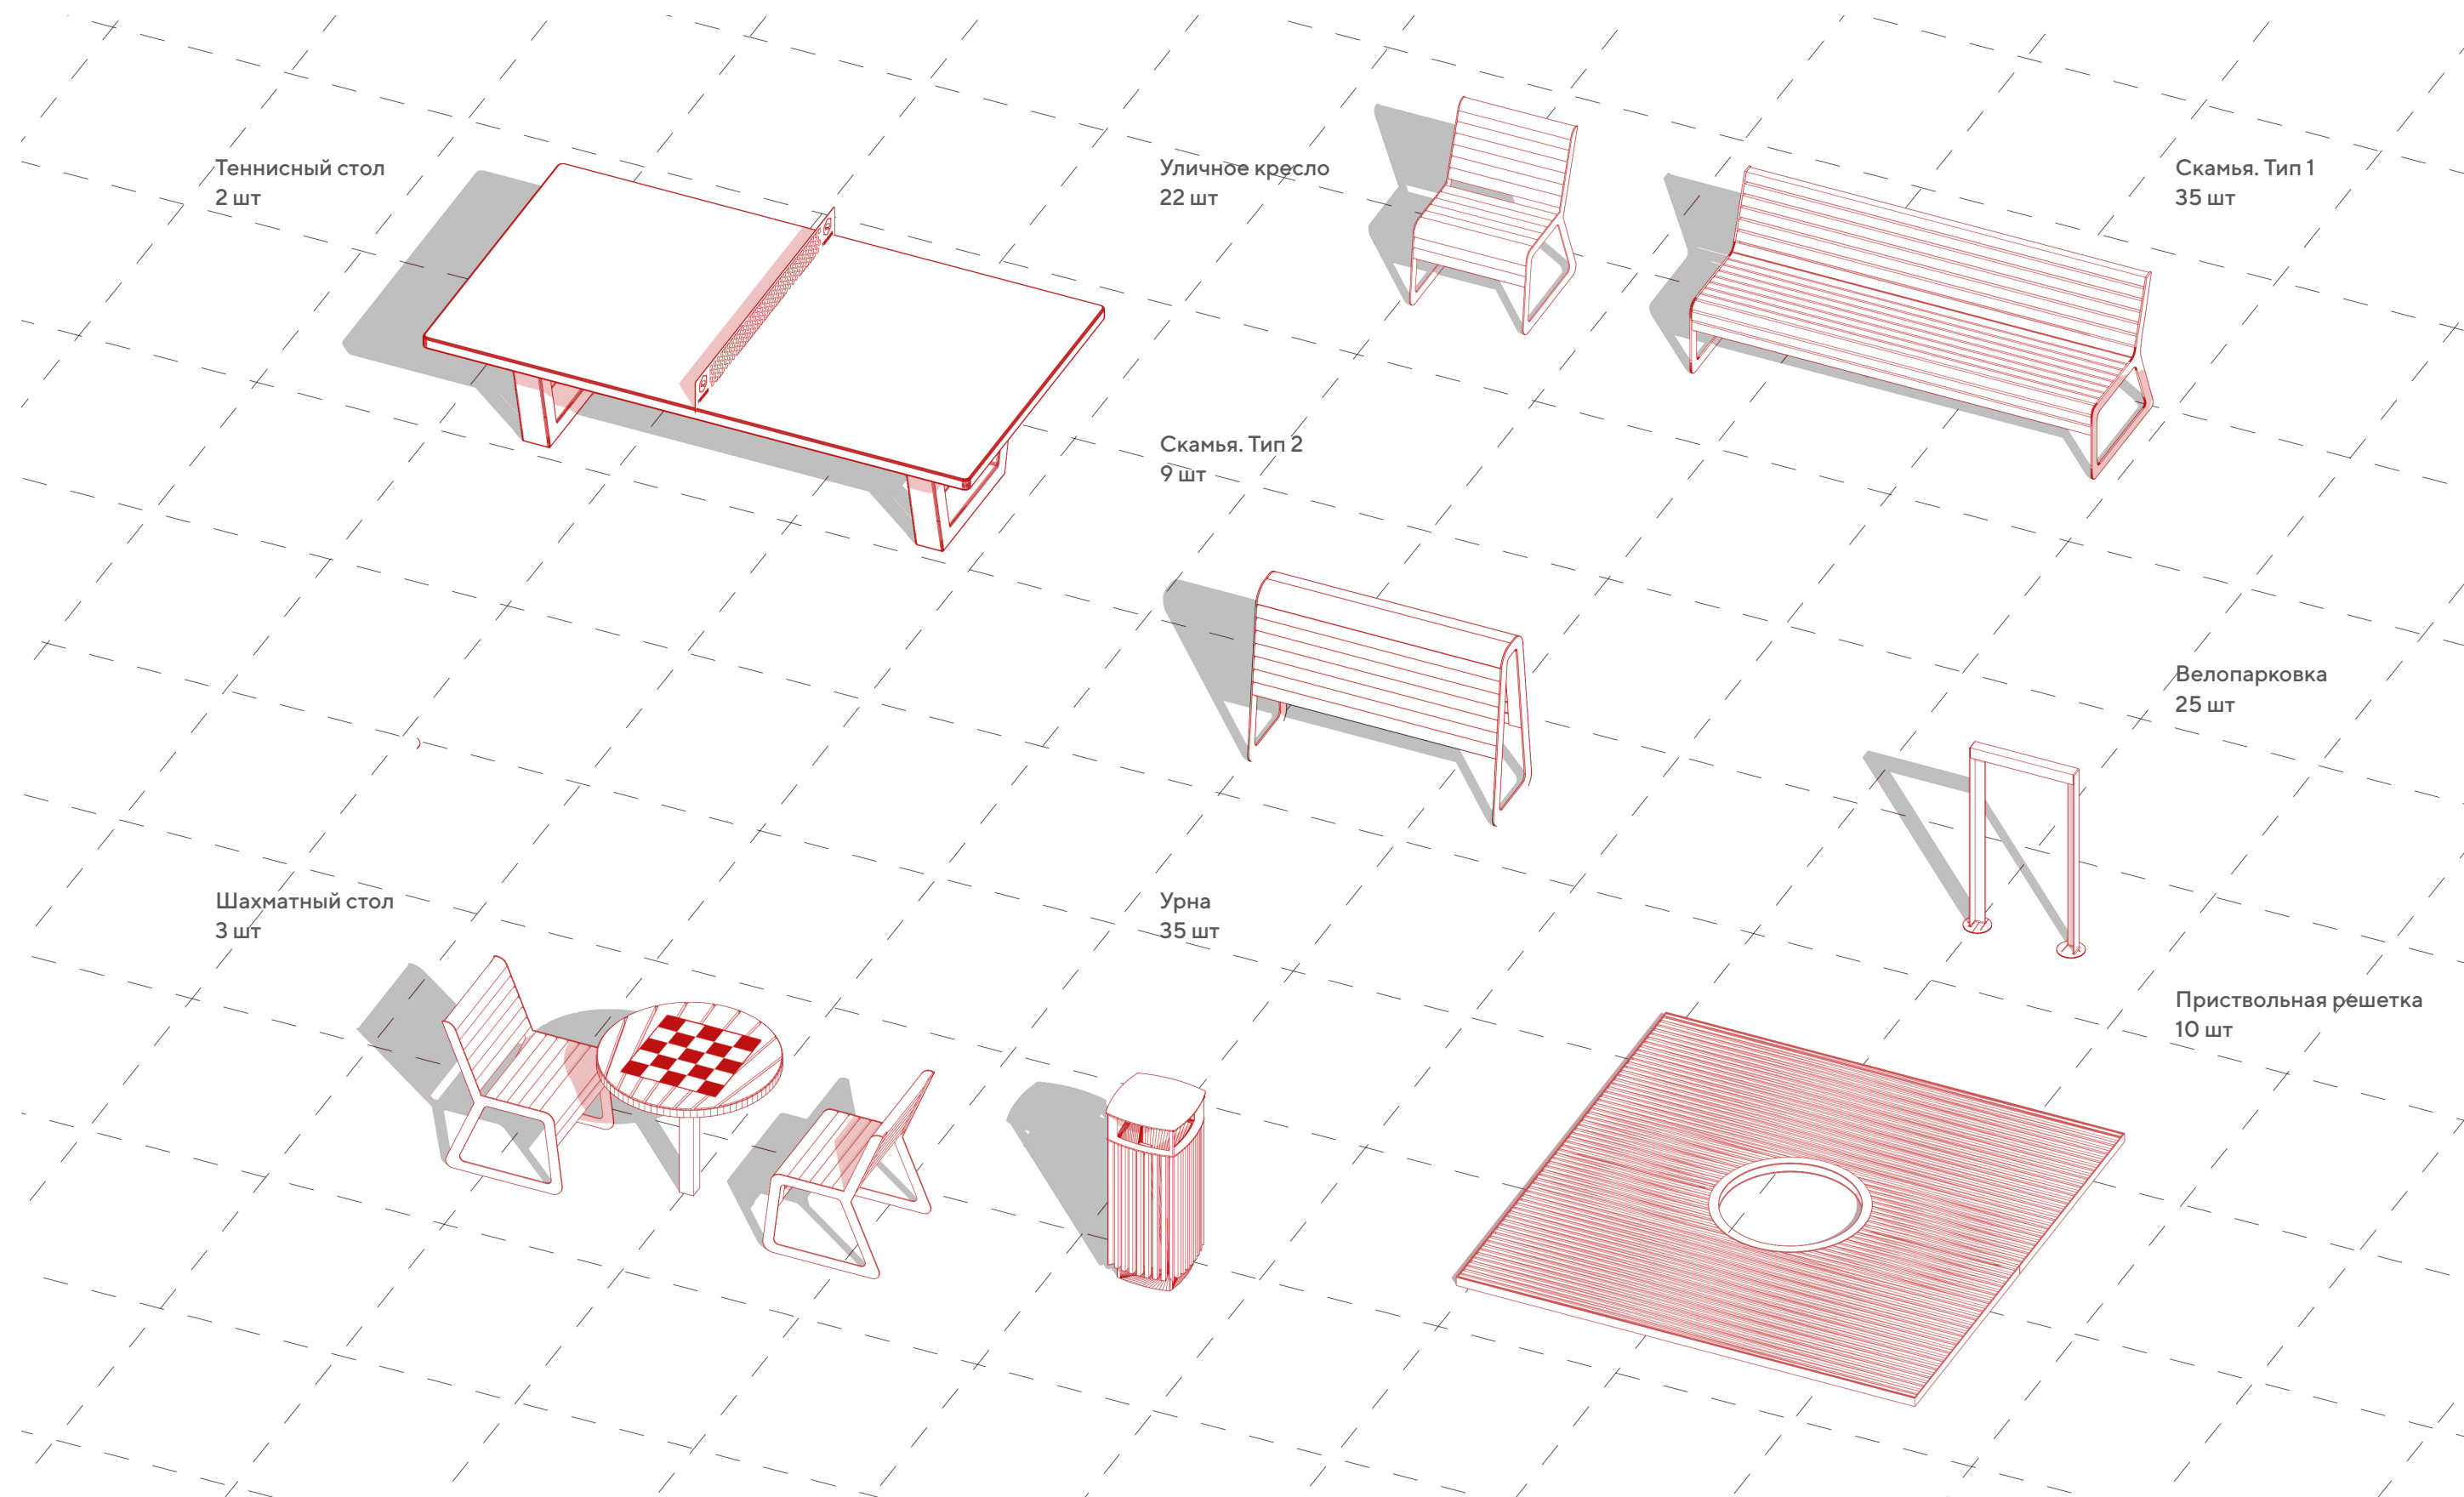 Теннисный стол
2 шт
Уличное кресло
22 шт
Скамья. Тип 1
35 шт
Скамья. Тип 2
9 шт
Велопарковка
25 шт
Шахматный стол
3 шт
Урна
35 шт
Приствольная решетка
10 шт